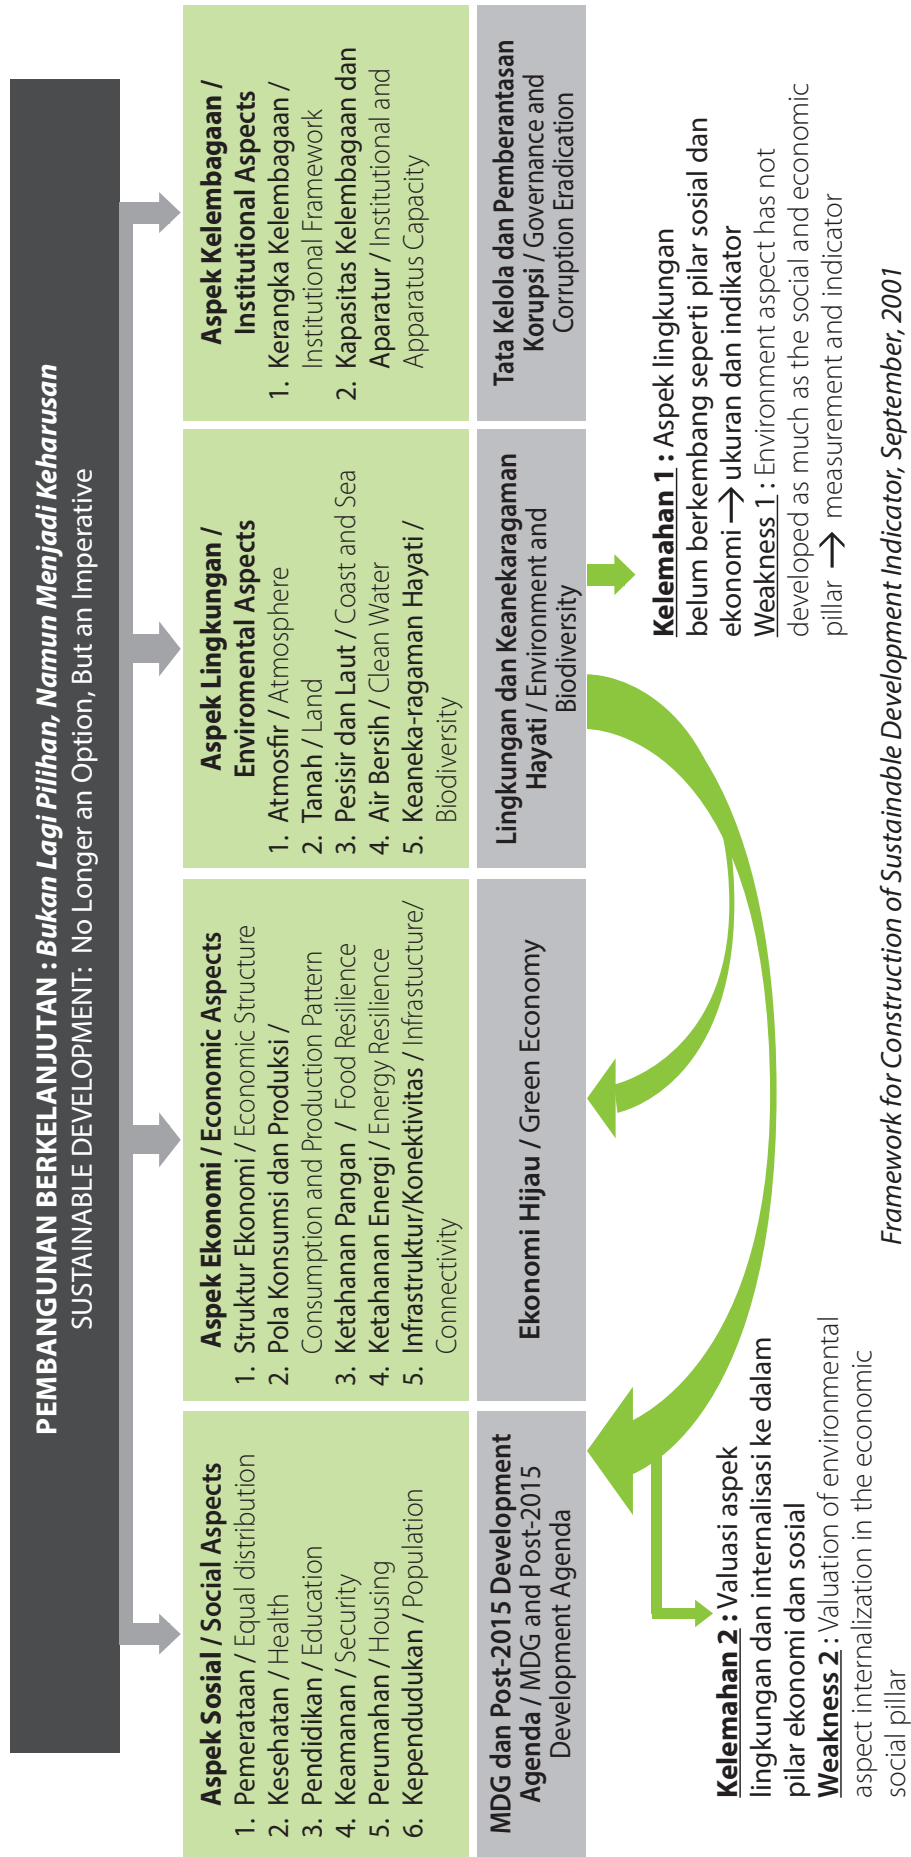 PEMBANGUNAN BERKELANJUTAN : Bukan Lagi Pilihan, Namun Menjadi Keharusan
SUSTAINABLE DEVELOPMENT: No Longer an Option, But an Imperative
Aspek Sosial / Social Aspects
1. Pemerataan / Equal distribution
2. Kesehatan / Health
3. Pendidikan / Education
4. Keamanan / Security
5. Perumahan / Housing
6. Kependudukan / Population
MDG dan Post-2015 Development
Agenda / MDG and Post-2015
Development Agenda
Aspek Ekonomi / Economic Aspects
1. Struktur Ekonomi / Economic Structure
2. Pola Konsumsi dan Produksi /
Consumption and Production Pattern
3. Ketahanan Pangan / Food Resilience
4. Ketahanan Energi / Energy Resilience
5. Infrastruktur/Konektivitas / Infrastucture/
Connectivity
Ekonomi Hijau / Green Economy
Aspek Lingkungan /
Enviromental Aspects
1. Atmosfir / Atmosphere
2. Tanah / Land
3. Pesisir dan Laut / Coast and Sea
4. Air Bersih / Clean Water
5. Keaneka-ragaman Hayati /
Biodiversity
Lingkungan dan Keanekaragaman
Hayati / Environment and
Biodiversity
Aspek Kelembagaan /
Institutional Aspects
1. Kerangka Kelembagaan /
Institutional Framework
2. Kapasitas Kelembagaan dan
Aparatur / Institutional and
Apparatus Capacity
Tata Kelola dan Pemberantasan
Korupsi / Governance and
Corruption Eradication
Kelemahan 1 : Aspek lingkungan
belum berkembang seperti pilar sosial dan
ekonomi → ukuran dan indikator
Weakness 1 : Environment aspect has not
developed as much as the social and economic
pillar → measurement and indicator
Kelemahan 2 : Valuasi aspek
lingkungan dan internalisasi ke dalam
pilar ekonomi dan sosial
Weakness 2 : Valuation of environmental
aspect internalization in the economic
social pillar
Framework for Construction of Sustainable Development Indicator, September, 2001